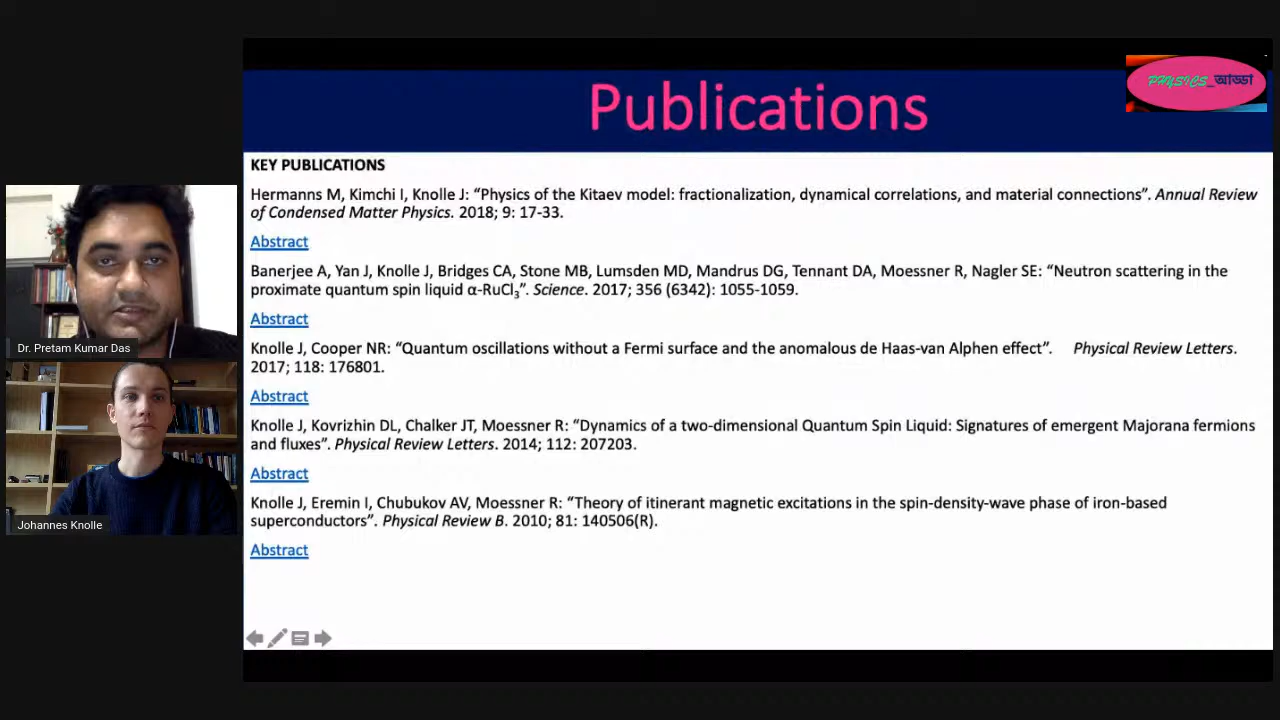 Publications
PHYSICS_আড্ডা
KEY PUBLICATIONS
Hermanns M, Kimchi I, Knolle J: “Physics of the Kitaev model: fractionalization, dynamical correlations, and material connections”. Annual Review
of Condensed Matter Physics. 2018; 9: 17-33.
Abstract
Banerjee A, Yan J, Knolle J, Bridges CA, Stone MB, Lumsden MD, Mandrus DG, Tennant DA, Moessner R, Nagler SE: “Neutron scattering in the
proximate quantum spin liquid α-RuCl₃”. Science. 2017; 356 (6342): 1055-1059.
Abstract
Knolle J, Cooper NR: “Quantum oscillations without a Fermi surface and the anomalous de Haas-van Alphen effect”. Physical Review Letters.
2017; 118: 176801.
Abstract
Knolle J, Kovrizhin DL, Chalker JT, Moessner R: “Dynamics of a two-dimensional Quantum Spin Liquid: Signatures of emergent Majorana fermions
and fluxes”. Physical Review Letters. 2014; 112: 207203.
Abstract
Knolle J, Eremin I, Chubukov AV, Moessner R: “Theory of itinerant magnetic excitations in the spin-density-wave phase of iron-based
superconductors”. Physical Review B. 2010; 81: 140506(R).
Abstract
Dr. Pretam Kumar Das
Johannes Knolle